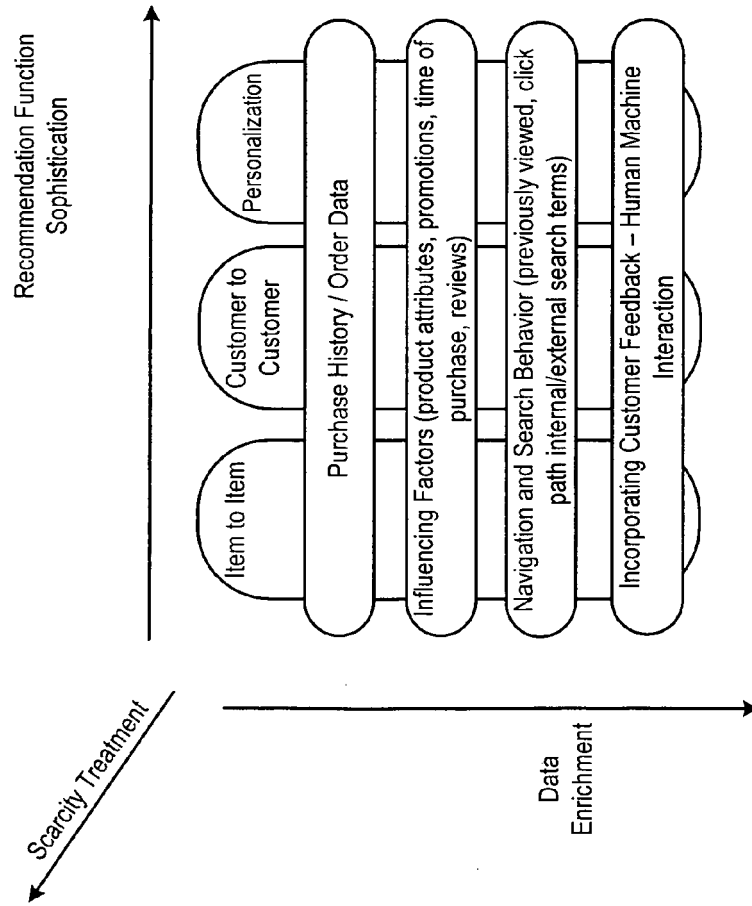 Recommendation Function
Sophistication
Scarcity Treatment
Data
Enrichment
Item to Item
Customer to
Customer
Personalization
Purchase History / Order Data
Influencing Factors (product attributes, promotions, time of
purchase, reviews)
Navigation and Search Behavior (previously viewed, click
path internal/external search terms)
Incorporating Customer Feedback – Human Machine
Interaction